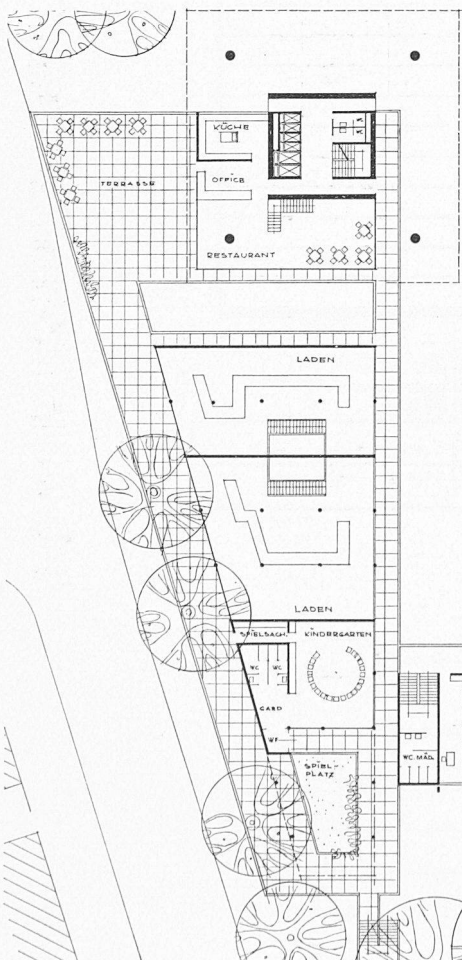 KÜCHE
TERRASSE
OFFICE
RESTAURANT
LADEN
LADEN
SPIELSACH.
KINDERGARTEN
WC
WC
GARD
WF
SPIEL-
PLATZ
WC. MÄD.